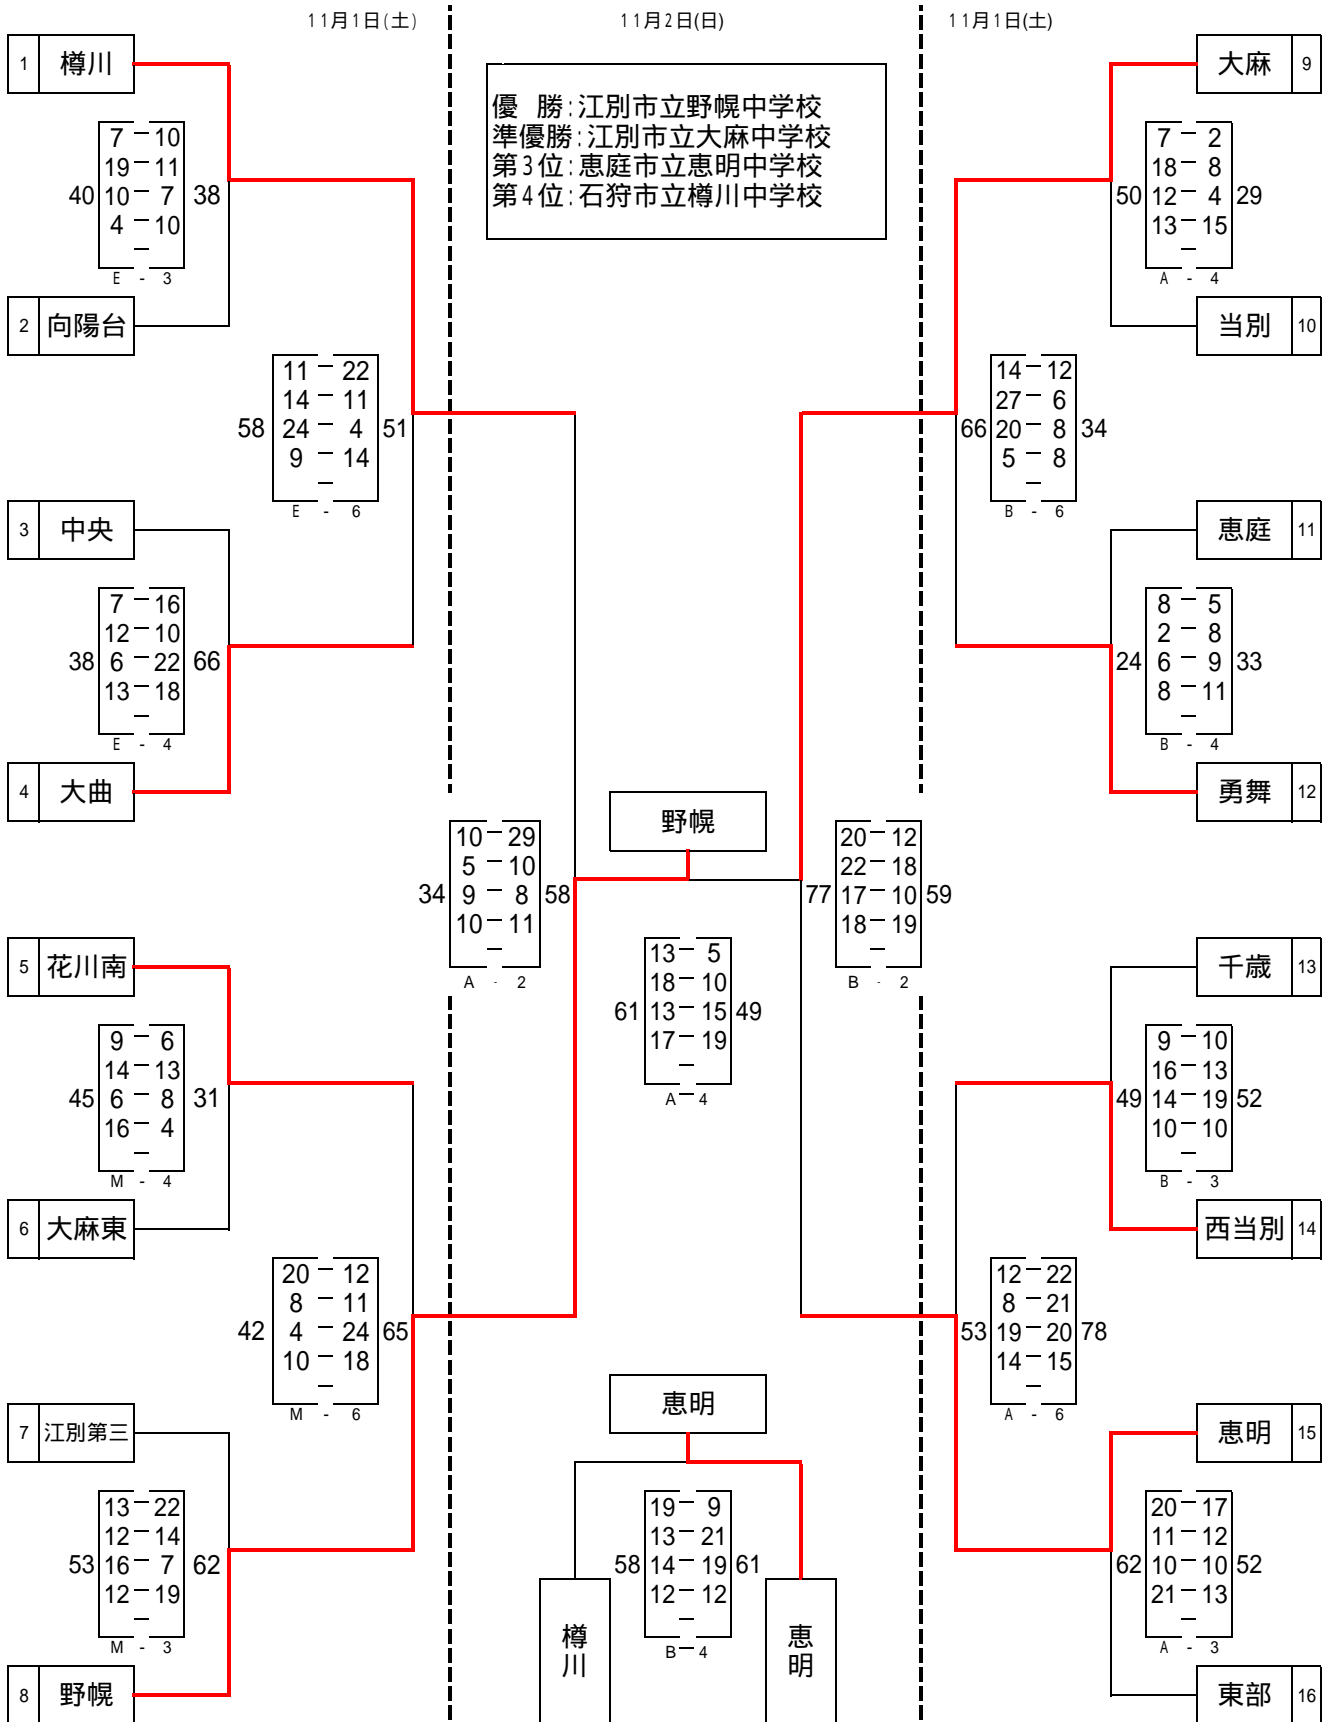 11月1日(土)
11月2日(日)
11月1日(土)
優 勝:江別市立野幌中学校
準優勝:江別市立大麻中学校
第3位:恵庭市立恵明中学校
第4位:石狩市立樽川中学校
1 樽川
7 - 10
19 - 11
40 10 - 7 38
4 - 10
-
E - 3
2 向陽台
11 - 22
14 - 11
58 24 - 4 51
9 - 14
-
E - 6
3 中央
7 - 16
12 - 10
38 6 - 22 66
13 - 18
-
E - 4
4 大曲
10 - 29
5 - 10
34 9 - 8 58
10 - 11
-
A - 2
5 花川南
9 - 6
14 - 13
45 6 - 8 31
16 - 4
-
M - 4
6 大麻東
20 - 12
8 - 11
42 4 - 24 65
10 - 18
-
M - 6
7 江別第三
13 - 22
12 - 14
53 16 - 7 62
12 - 19
-
M - 3
8 野幌
野幌
13 - 5
18 - 10
61 13 - 15 49
17 - 19
-
A - 4
恵明
19 - 9
13 - 21
58 14 - 19 61
12 - 12
-
B - 4
樽川
恵明
大麻 9
7 - 2
18 - 8
50 12 - 4 29
13 - 15
-
A - 4
当別 10
14 - 12
27 - 6
66 20 - 8 34
5 - 8
-
B - 6
恵庭 11
8 - 5
2 - 8
24 6 - 9 33
8 - 11
-
B - 4
勇舞 12
20 - 12
22 - 18
77 17 - 10 59
18 - 19
-
B - 2
千歳 13
9 - 10
16 - 13
49 14 - 19 52
10 - 10
-
B - 3
西当別 14
12 - 22
8 - 21
53 19 - 20 78
14 - 15
-
A - 6
恵明 15
20 - 17
11 - 12
62 10 - 10 52
21 - 13
-
A - 3
東部 16